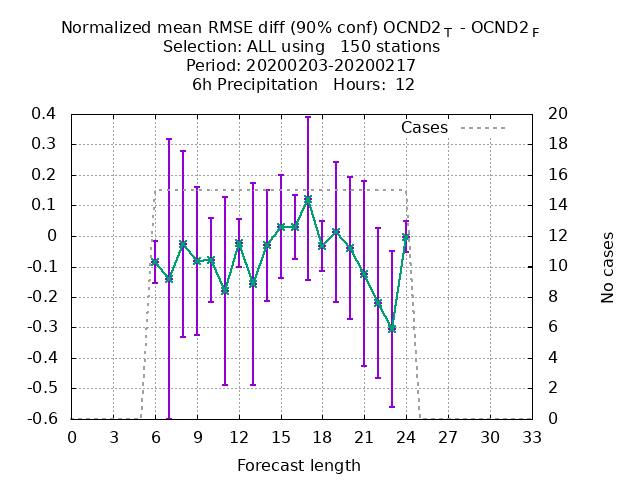 Normalized mean RMSE diff (90% conf) OCND2 T - OCND2 F
Selection: ALL using   150 stations
Period: 20200203-20200217
6h Precipitation   Hours:  12
0.4
0.3
0.2
0.1
0
-0.1
-0.2
-0.3
-0.4
-0.5
-0.6
20
18
16
14
12
10
8
6
4
2
0
Cases
No cases
0 3 6 9 12 15 18 21 24 27 30 33
Forecast length